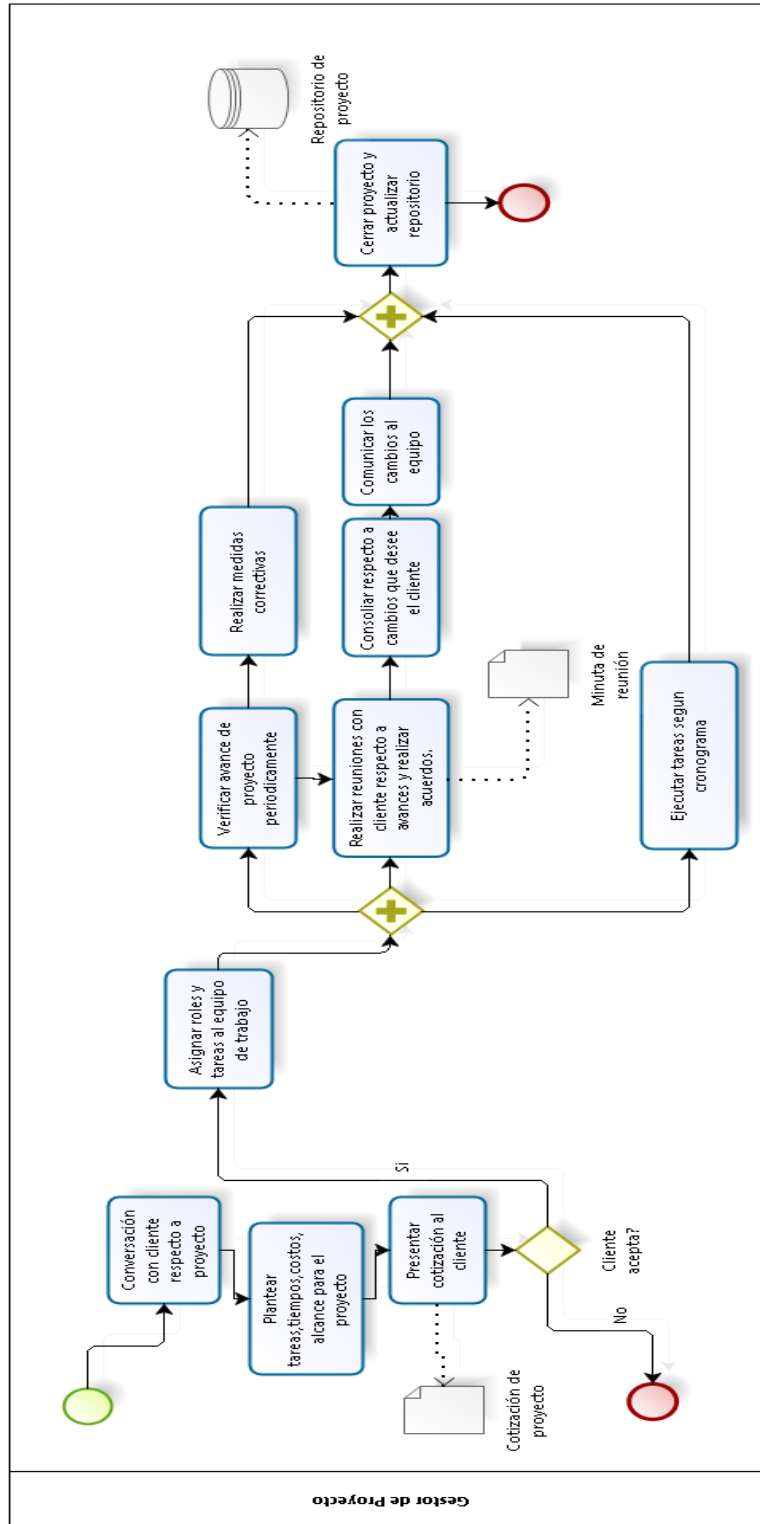 Gestor de Proyecto
Conversación
con cliente
respecto a
proyecto
Plantear
tareas,tiempos,costos,
alcance para el
proyecto
Presentar
cotización al
cliente
Cotización de
proyecto
Cliente
acepta?
No
Si
Asignar roles y
tareas al equipo
de trabajo
Verificar avance de
proyecto
periodicamente
Realizar medidas
correctivas
Realizar reuniones con
cliente respecto a
avances y realizar
acuerdos.
Minuta de
reunión
Consoliar respecto a
cambios que desee
el cliente
Comunicar los
cambios al
equipo
Ejecutar tareas segun
cronograma
Cerrar proyecto y
actualizar
repositorio
Repositorio de
proyecto